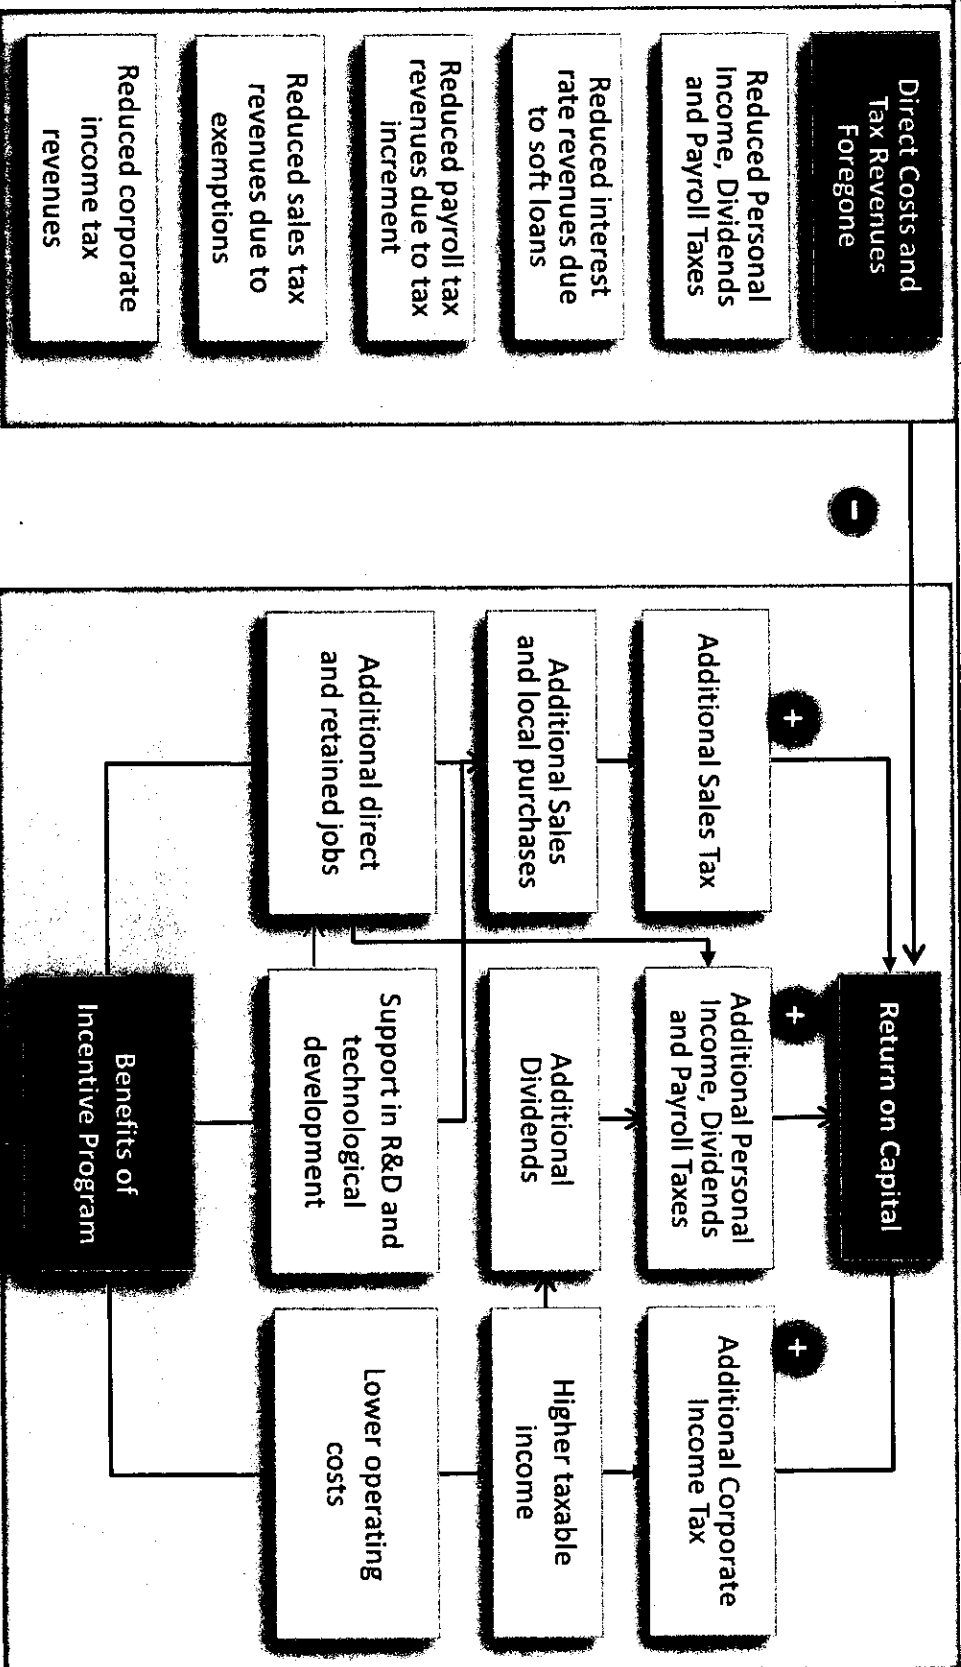 Direct Costs and
Tax Revenues
Foregone
Reduced Personal
Income, Dividends
and Payroll Taxes
Reduced interest
rate revenues due
to soft loans
Reduced payroll tax
revenues due to tax
increment
Reduced sales tax
revenues due to
exemptions
Reduced corporate
income tax
revenues
-
Return on Capital
+
+
+
Additional Sales Tax
Additional Personal
Income, Dividends
and Payroll Taxes
Additional Corporate
Income Tax
Additional Sales
and local purchases
Additional
Dividends
Higher taxable
income
Additional direct
and retained jobs
Support in R&D and
technological
development
Lower operating
costs
Benefits of
Incentive Program